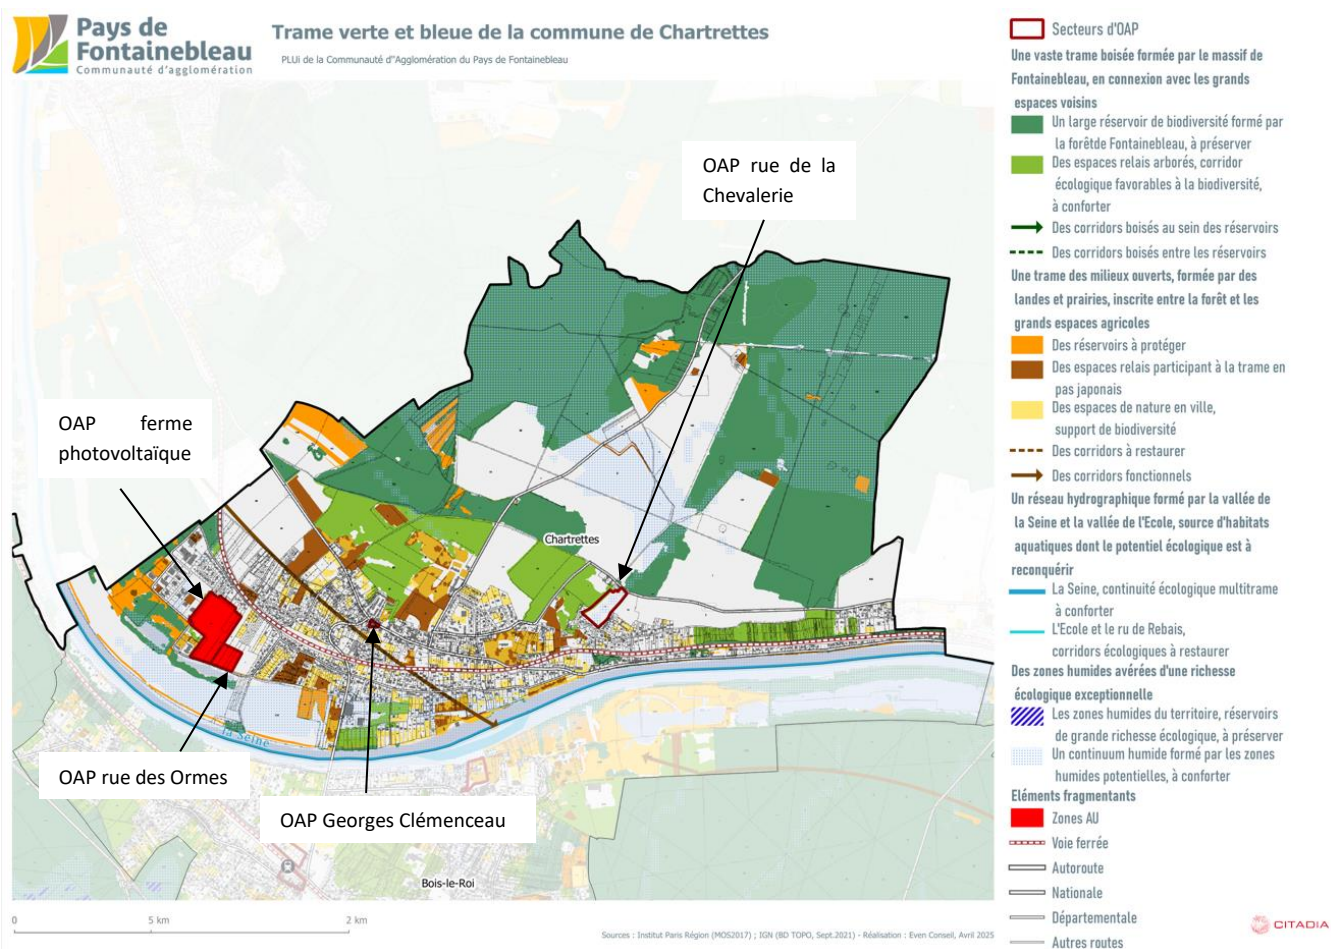 Pays de
Fontainebleau
Communauté d'agglomération
Trame verte et bleue de la commune de Chartrettes
PLUi de la Communauté d"Agglomération du Pays de Fontainebleau
OAP rue de la
Chevalerie
OAP ferme
photovoltaïque
Chartrettes
la Seine
OAP rue des Ormes
OAP Georges Clémenceau
Bois-le-Roi
0 5 km 2 km
Sources : Institut Paris Région (MOS2017) ; IGN (BD TOPO, Sept.2021) - Réalisation : Even Conseil, Avril 2025
Secteurs d'OAP
Une vaste trame boisée formée par le massif de
Fontainebleau, en connexion avec les grands
espaces voisins
Un large réservoir de biodiversité formé par
la forêtde Fontainebleau, à préserver
Des espaces relais arborés, corridor
écologique favorables à la biodiversité,
à conforter
Des corridors boisés au sein des réservoirs
Des corridors boisés entre les réservoirs
Une trame des milieux ouverts, formée par des
landes et prairies, inscrite entre la forêt et les
grands espaces agricoles
Des réservoirs à protéger
Des espaces relais participant à la trame en
pas japonais
Des espaces de nature en ville,
support de biodiversité
Des corridors à restaurer
Des corridors fonctionnels
Un réseau hydrographique formé par la vallée de
la Seine et la vallée de l'Ecole, source d'habitats
aquatiques dont le potentiel écologique est à
reconquérir
La Seine, continuité écologique multitrame
à conforter
L'Ecole et le ru de Rebais,
corridors écologiques à restaurer
Des zones humides avérées d'une richesse
écologique exceptionnelle
Les zones humides du territoire, réservoirs
de grande richesse écologique, à préserver
Un continuum humide formé par les zones
humides potentielles, à conforter
Eléments fragmentants
Zones AU
Voie ferrée
Autoroute
Nationale
Départementale
Autres routes
CITADIA